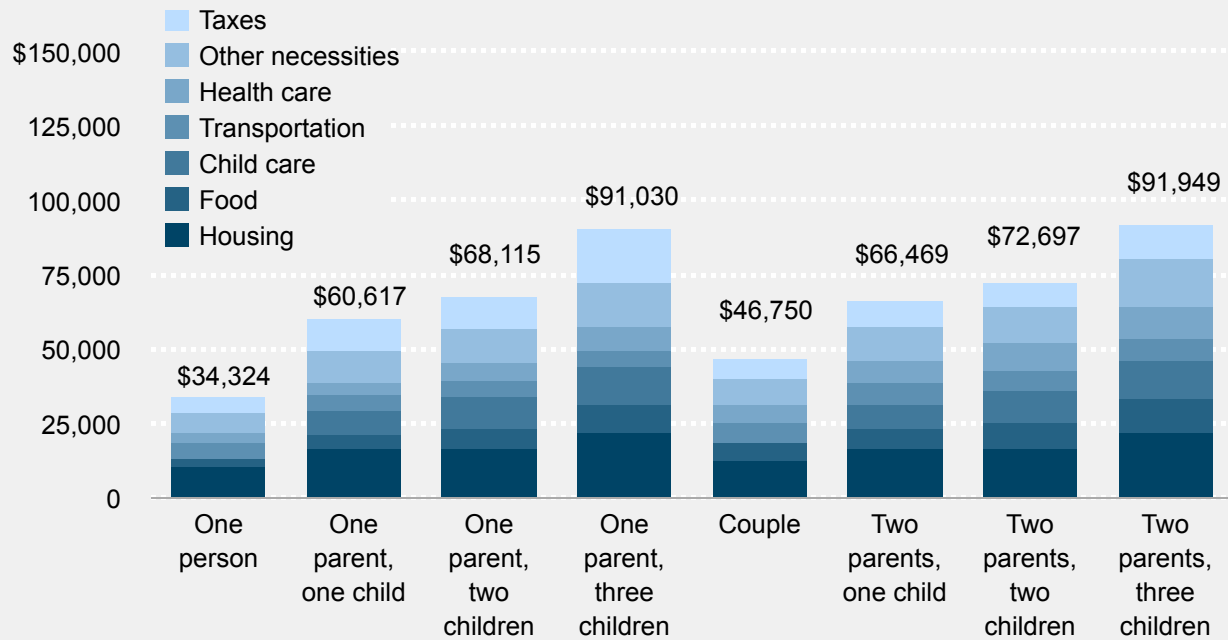 Taxes
Other necessities
Health care
Transportation
Child care
Food
Housing
$150,000
125,000
100,000
75,000
50,000
25,000
0
$34,324
$60,617
$68,115
$91,030
$46,750
$66,469
$72,697
$91,949
One
person
One
parent,
one child
One
parent,
two
children
One
parent,
three
children
Couple
Two
parents,
one child
Two
parents,
two
children
Two
parents,
three
children